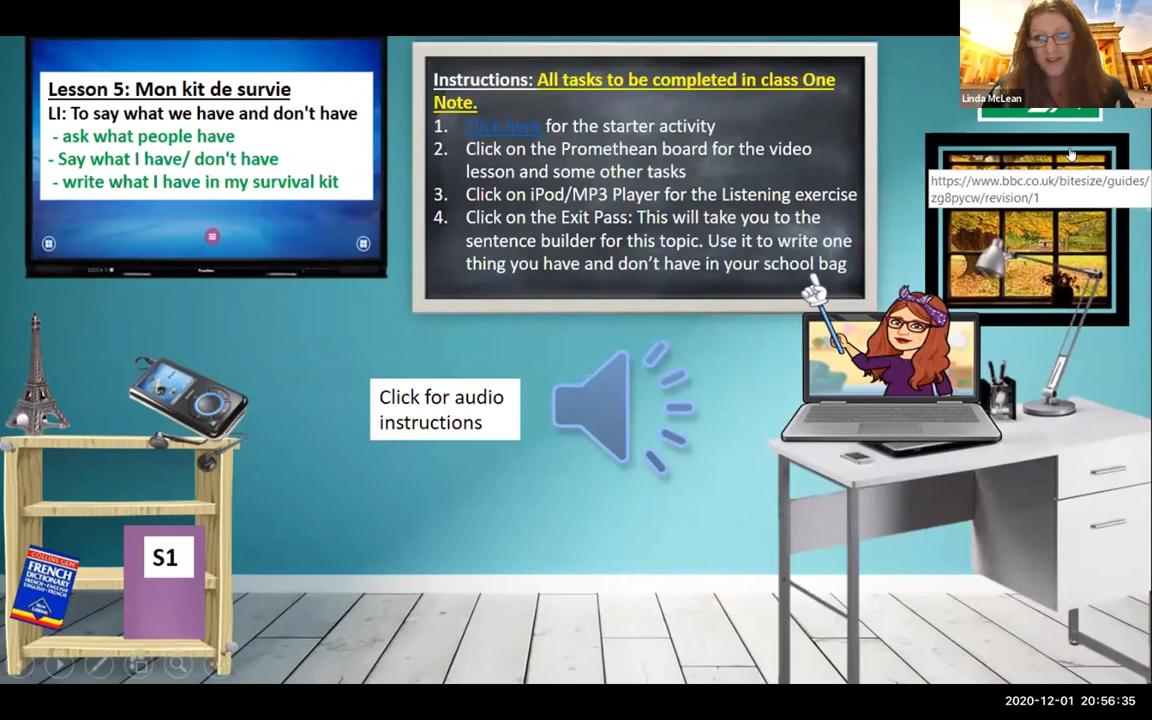 Lesson 5: Mon kit de survie
LI: To say what we have and don't have
- ask what people have
- Say what I have/ don't have
- write what I have in my survival kit
Instructions: All tasks to be completed in class One
Note.
1. Click here for the starter activity
2. Click on the Promethean board for the video
lesson and some other tasks
3. Click on iPod/MP3 Player for the Listening exercise
4. Click on the Exit Pass: This will take you to the
sentence builder for this topic. Use it to write one
thing you have and don't have in your school bag
Linda McLean
https://www.bbc.co.uk/bitesize/guides/
zg8pycw/revision/1
Click for audio
instructions
S1
COLLINS GEM
FRENCH
DICTIONARY
FRENCH • ENGLISH
ENGLISH • FRENCH
2020-12-01 20:56:35